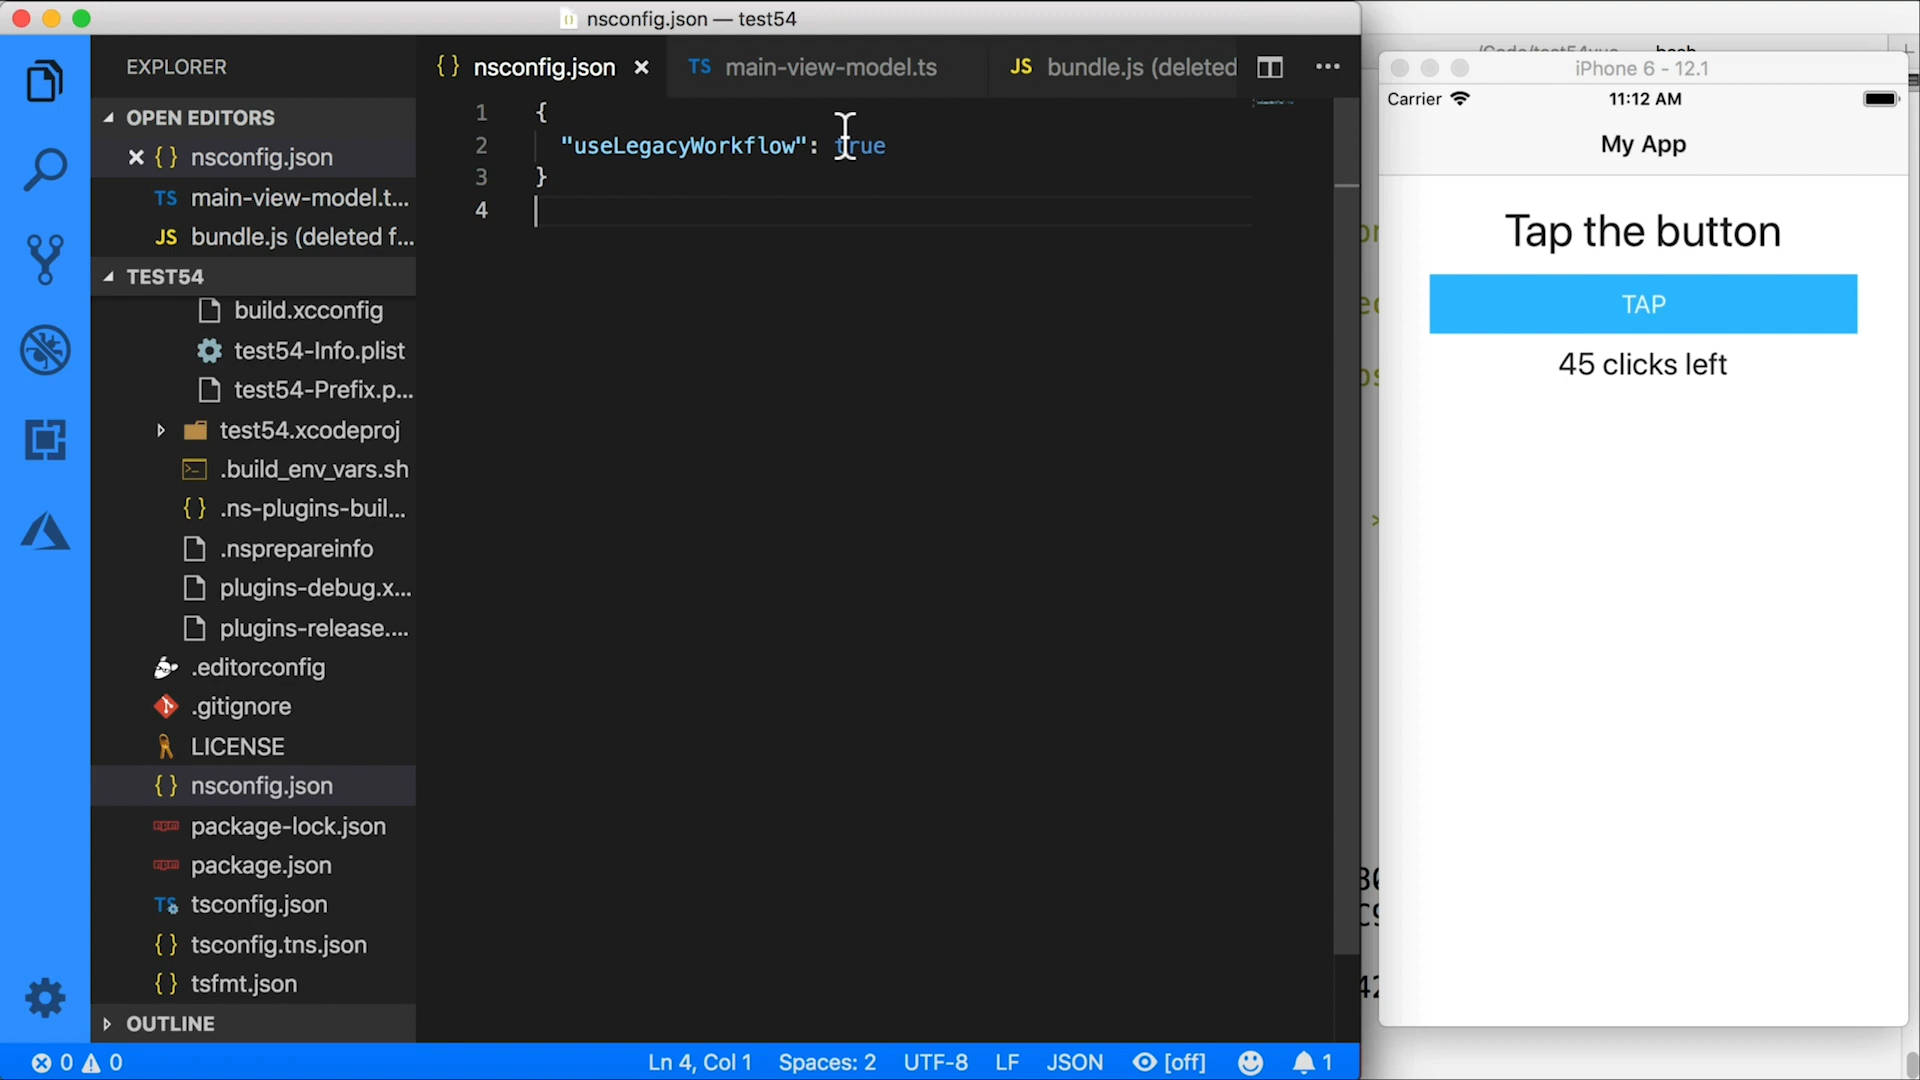 nsconfig.json — test54
EXPLORER
OPEN EDITORS
nsconfig.json
main-view-model.t...
bundle.js (deleted f...
TEST54
build.xcconfig
test54-Info.plist
test54-Prefix.p...
test54.xcodeproj
.build_env_vars.sh
.ns-plugins-buil...
.nsprepareinfo
plugins-debug.x...
plugins-release....
.editorconfig
.gitignore
LICENSE
nsconfig.json
package-lock.json
package.json
tsconfig.json
tsconfig.tns.json
tsfmt.json
OUTLINE
nsconfig.json
TS main-view-model.ts
JS bundle.js (deleted
1 {
2 "useLegacyWorkflow": true
3 }
4
0 0
Ln 4, Col 1 Spaces: 2 UTF-8 LF JSON [off] 1
iPhone 6 - 12.1
Carrier 11:12 AM
My App
Tap the button
TAP
45 clicks left